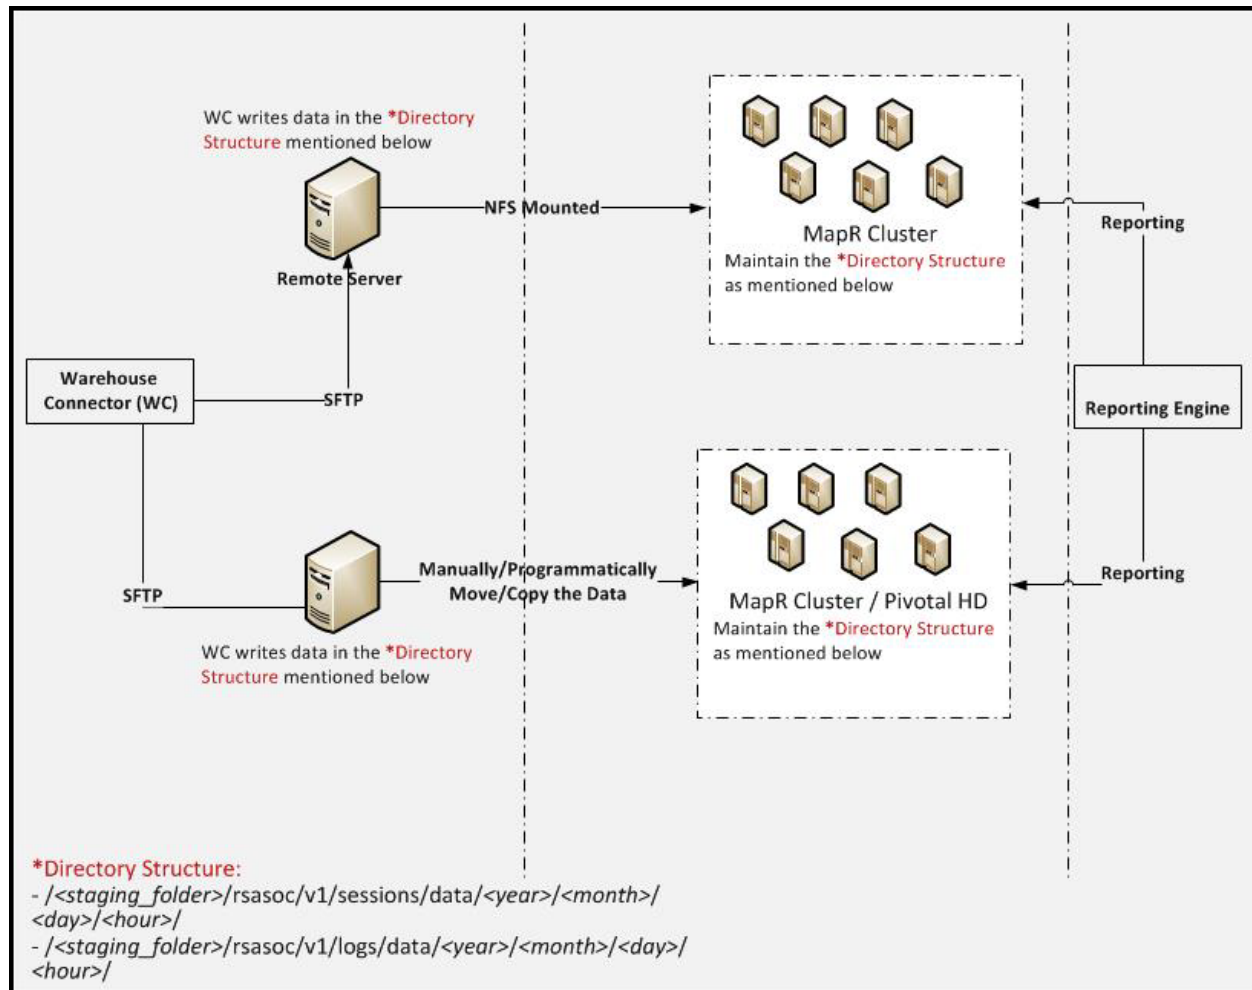 WC writes data in the *Directory
Structure mentioned below
NFS Mounted
Remote Server
MapR Cluster
Maintain the *Directory Structure
as mentioned below
Reporting
Warehouse
Connector (WC)
SFTP
Reporting Engine
SFTP
Manually/Programmatically
Move/Copy the Data
WC writes data in the *Directory
Structure mentioned below
MapR Cluster / Pivotal HD
Maintain the *Directory Structure
as mentioned below
Reporting
*Directory Structure:
- /<staging_folder>/rsasoc/v1/sessions/data/<year>/<month>/
<day>/<hour>/
- /<staging_folder>/rsasoc/v1/logs/data/<year>/<month>/<day>/
<hour>/